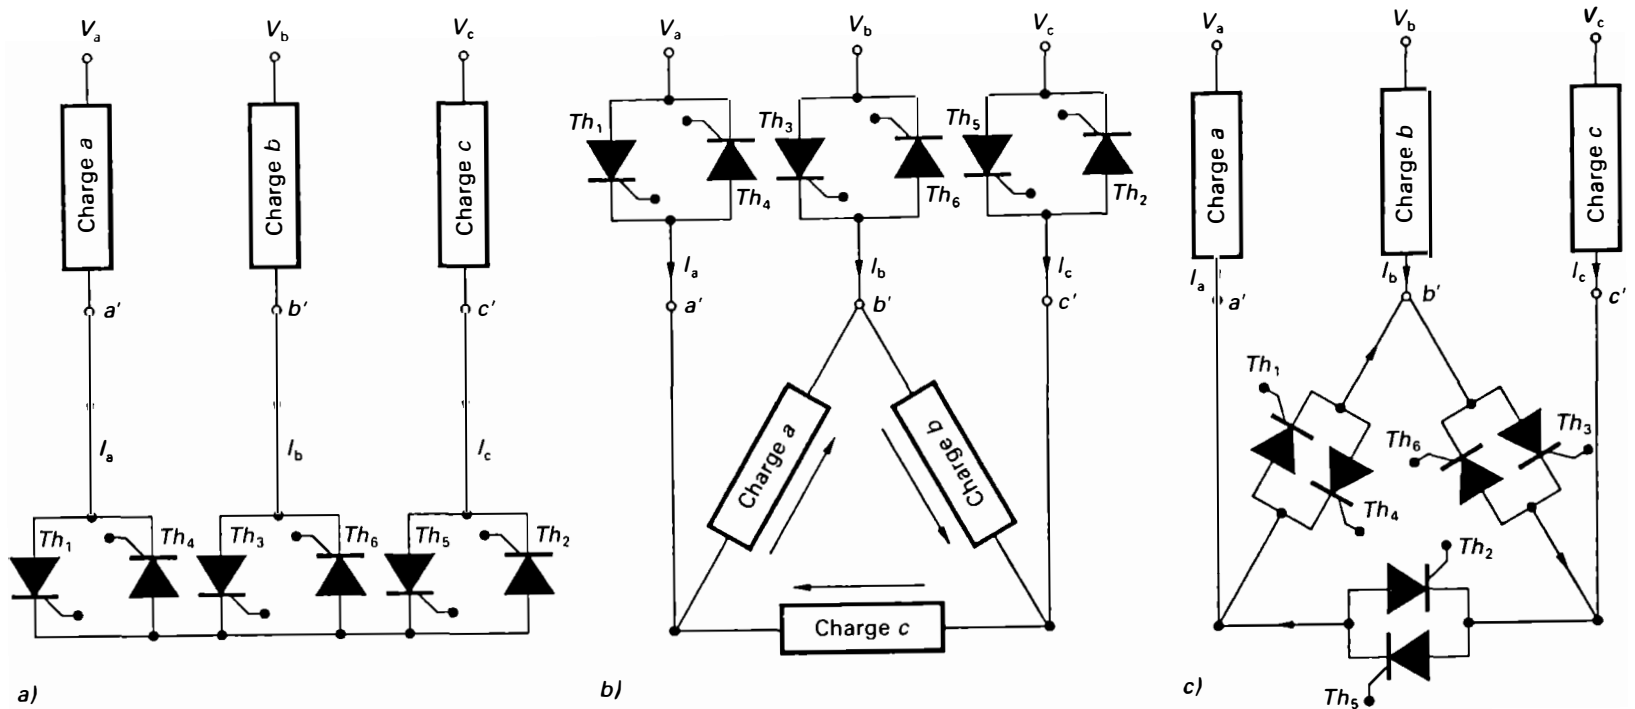 Va Vb Vc
Charge a Charge b Charge c
a' b' c'
Ia Ib Ic
Th1 Th4 Th3 Th6 Th5 Th2
a)
Va Vb Vc
Th1 Th4 Th3 Th6 Th5 Th2
Ia Ib Ic
a' b' c'
Charge a Charge b
Charge c
b)
Va Vb Vc
Charge a Charge b Charge c
Ia Ib Ic
a' b' c'
Th1 Th4 Th6 Th3
Th2
Th5
c)